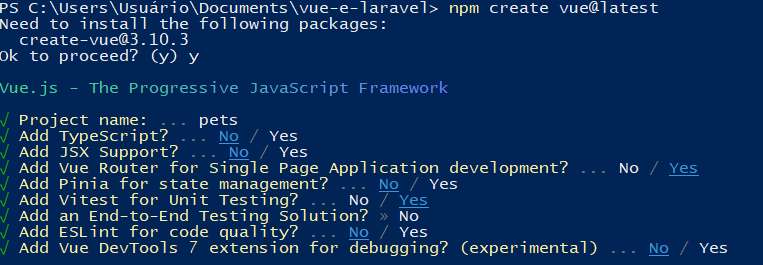 PS C:\Users\Usuário\Documents\vue-e-laravel> npm create vue@latest
Need to install the following packages:
  create-vue@3.10.3
Ok to proceed? (y) y
Vue.js - The Progressive JavaScript Framework
√ Project name: ... pets
√ Add TypeScript? ... No / Yes
√ Add JSX Support? ... No / Yes
√ Add Vue Router for Single Page Application development? ... No / Yes
√ Add Pinia for state management? ... No / Yes
√ Add Vitest for Unit Testing? ... No / Yes
√ Add an End-to-End Testing Solution? » No
√ Add ESLint for code quality? ... No / Yes
√ Add Vue DevTools 7 extension for debugging? (experimental) ... No / Yes